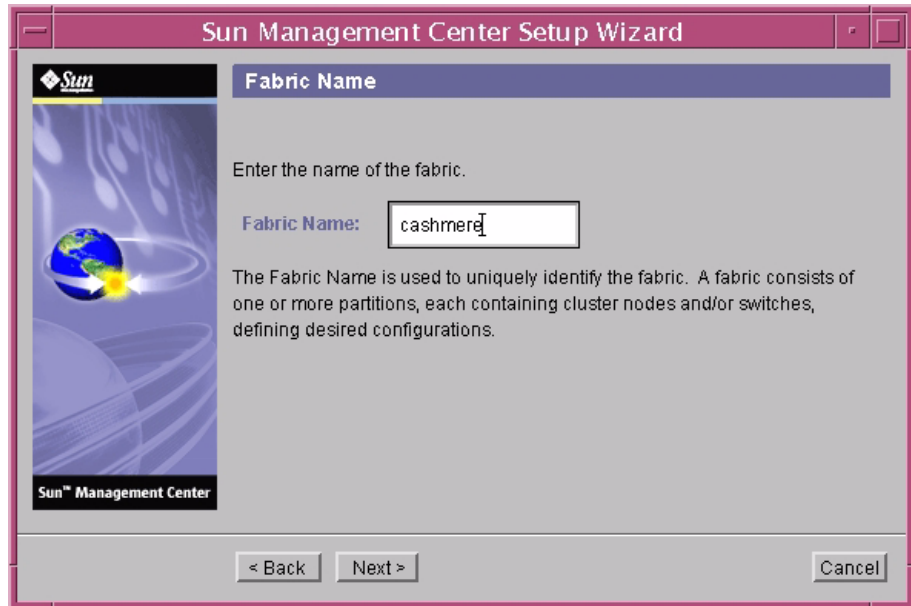 Sun Management Center Setup Wizard
Sun
Fabric Name
Enter the name of the fabric.
Fabric Name: cashmere
The Fabric Name is used to uniquely identify the fabric. A fabric consists of
one or more partitions, each containing cluster nodes and/or switches,
defining desired configurations.
Sun™ Management Center
< Back Next > Cancel